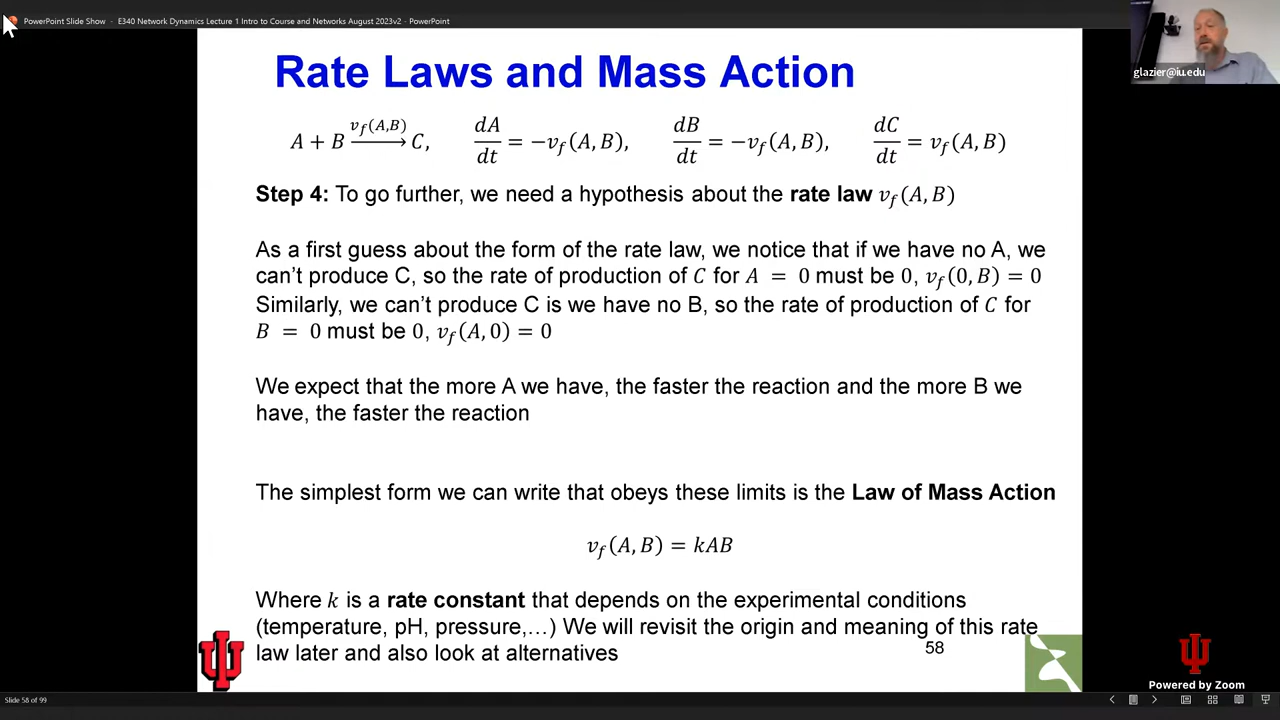 PowerPoint Slide Show - E340 Network Dynamics Lecture 1 Intro to Course and Networks August 2023v2 - PowerPoint
glazier@iu.edu
Rate Laws and Mass Action
A + B \xrightarrow{v_f(A,B)} C, \frac{dA}{dt} = −v_f(A, B), \frac{dB}{dt} = −v_f(A, B), \frac{dC}{dt} = v_f(A, B)
Step 4: To go further, we need a hypothesis about the rate law v_f(A, B)
As a first guess about the form of the rate law, we notice that if we have no A, we
can't produce C, so the rate of production of C for A = 0 must be 0, v_f(0, B) = 0
Similarly, we can't produce C is we have no B, so the rate of production of C for
B = 0 must be 0, v_f(A, 0) = 0
We expect that the more A we have, the faster the reaction and the more B we
have, the faster the reaction
The simplest form we can write that obeys these limits is the Law of Mass Action
v_f(A, B) = kAB
Where k is a rate constant that depends on the experimental conditions
(temperature, pH, pressure,...) We will revisit the origin and meaning of this rate
law later and also look at alternatives
58
Powered by Zoom
Slide 58 of 99